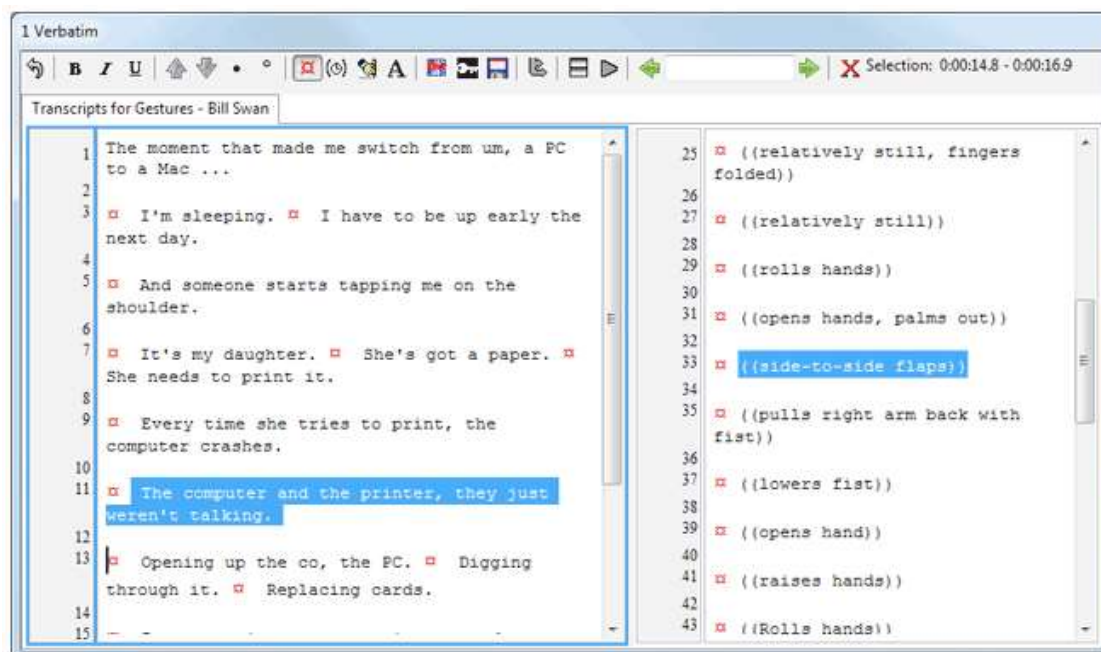 1 Verbatim
B I U A Selection: 0:00:14.8 - 0:00:16.9
Transcripts for Gestures - Bill Swan
1 The moment that made me switch from um, a PC
to a Mac ...
2
3 ¤ I'm sleeping. ¤ I have to be up early the
next day.
4
5 ¤ And someone starts tapping me on the
shoulder.
6
7 ¤ It's my daughter. ¤ She's got a paper. ¤
She needs to print it.
8
9 ¤ Every time she tries to print, the
computer crashes.
10
11 ¤ The computer and the printer, they just
weren't talking.
12
13 ¤ Opening up the co, the PC. ¤ Digging
through it. ¤ Replacing cards.
14
15
25 ¤ ((relatively still, fingers
folded))
26
27 ¤ ((relatively still))
28
29 ¤ ((rolls hands))
30
31 ¤ ((opens hands, palms out))
32
33 ¤ ((side-to-side flaps))
34
35 ¤ ((pulls right arm back with
fist))
36
37 ¤ ((lowers fist))
38
39 ¤ ((opens hand))
40
41 ¤ ((raises hands))
42
43 ¤ ((Rolls hands))